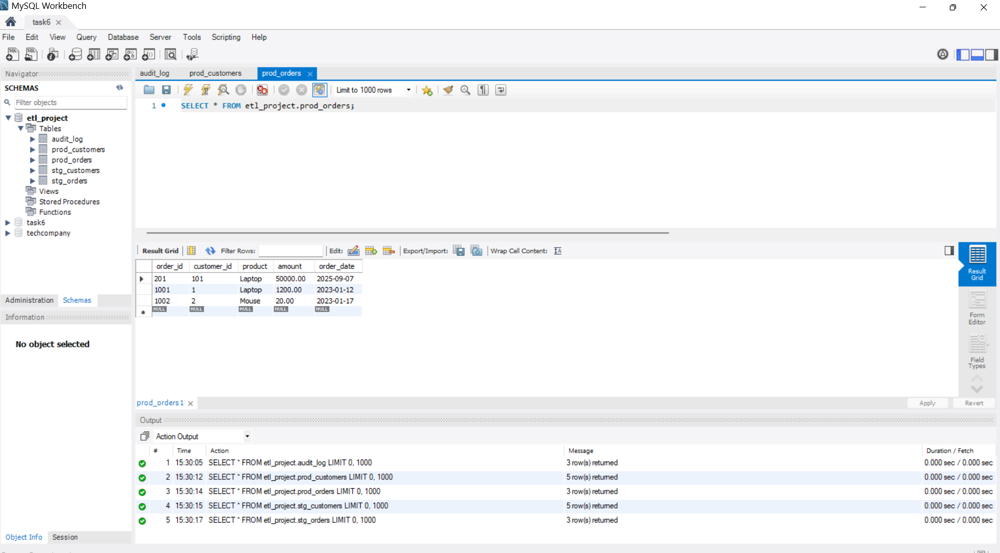 MySQL Workbench
task6
File Edit View Query Database Server Tools Scripting Help
Navigator
SCHEMAS
Filter objects
etl_project
Tables
audit_log
prod_customers
prod_orders
stg_customers
stg_orders
Views
Stored Procedures
Functions
task6
techcompany
Administration Schemas
Information
No object selected
Object Info Session
audit_log prod_customers prod_orders
Limit to 1000 rows
1 SELECT * FROM etl_project.prod_orders;
Result Grid Filter Rows: Edit: Export/Import: Wrap Cell Content:
order_id customer_id product amount order_date
201 101 Laptop 50000.00 2025-09-07
1001 1 Laptop 1200.00 2023-01-12
1002 2 Mouse 20.00 2023-01-17
NULL NULL NULL NULL NULL
Result
Grid
Form
Editor
Field
Types
prod_orders 1
Apply Revert
Output
Action Output
# Time Action Message Duration / Fetch
1 15:30:05 SELECT * FROM etl_project.audit_log LIMIT 0, 1000 3 row(s) returned 0.000 sec / 0.000 sec
2 15:30:12 SELECT * FROM etl_project.prod_customers LIMIT 0, 1000 5 row(s) returned 0.000 sec / 0.000 sec
3 15:30:14 SELECT * FROM etl_project.prod_orders LIMIT 0, 1000 3 row(s) returned 0.000 sec / 0.000 sec
4 15:30:15 SELECT * FROM etl_project.stg_customers LIMIT 0, 1000 5 row(s) returned 0.000 sec / 0.000 sec
5 15:30:17 SELECT * FROM etl_project.stg_orders LIMIT 0, 1000 3 row(s) returned 0.000 sec / 0.000 sec